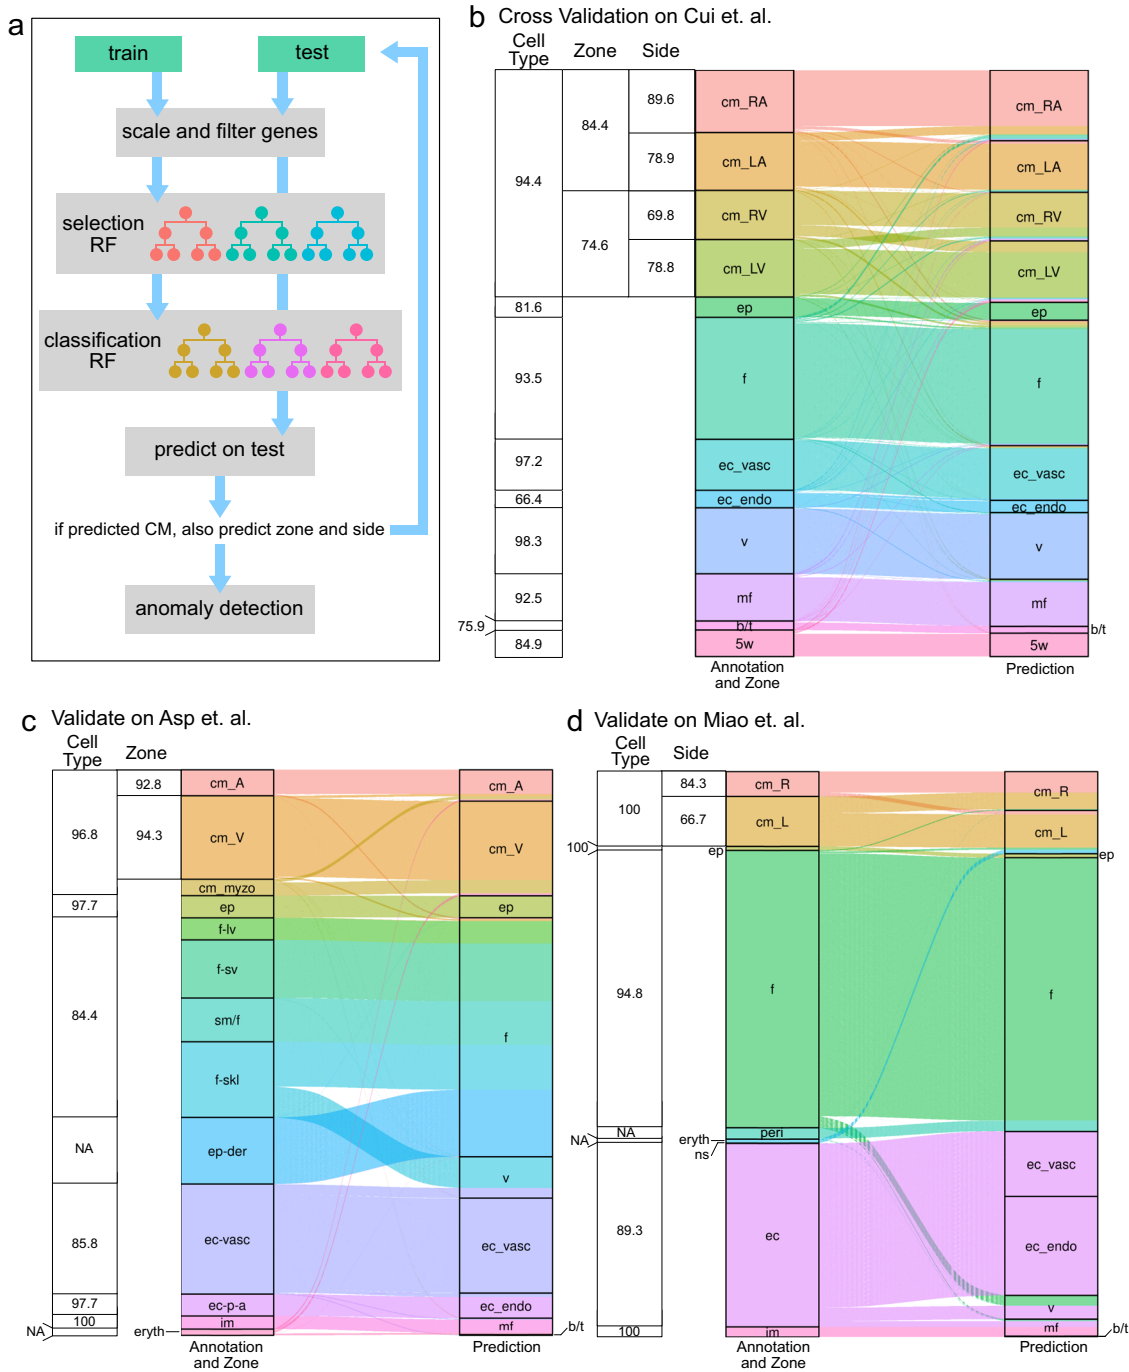 a
train
test
scale and filter genes
selection
RF
classification
RF
predict on test
if predicted CM, also predict zone and side
anomaly detection
b Cross Validation on Cui et. al.
Cell
Type
Zone
Side
94.4
84.4
74.6
89.6
78.9
69.8
78.8
81.6
93.5
97.2
66.4
98.3
92.5
75.9
84.9
cm_RA
cm_LA
cm_RV
cm_LV
ep
f
ec_vasc
ec_endo
v
mf
b/t
5w
Annotation
and Zone
cm_RA
cm_LA
cm_RV
cm_LV
ep
f
ec_vasc
ec_endo
v
mf
b/t
5w
Prediction
c Validate on Asp et. al.
Cell
Type
Zone
96.8
92.8
94.3
97.7
84.4
NA
85.8
97.7
100
NA
cm_A
cm_V
cm_myzo
ep
f-lv
f-sv
sm/f
f-skl
ep-der
ec-vasc
ec-p-a
im
eryth
Annotation
and Zone
cm_A
cm_V
ep
f
v
ec_vasc
ec_endo
mf
b/t
Prediction
d Validate on Miao et. al.
Cell
Type
Side
100
84.3
66.7
100
94.8
NA
NA
89.3
100
cm_R
cm_L
ep
f
peri
eryth
ns
ec
im
Annotation
and Zone
cm_R
cm_L
ep
f
ec_vasc
ec_endo
v
mf
b/t
Prediction